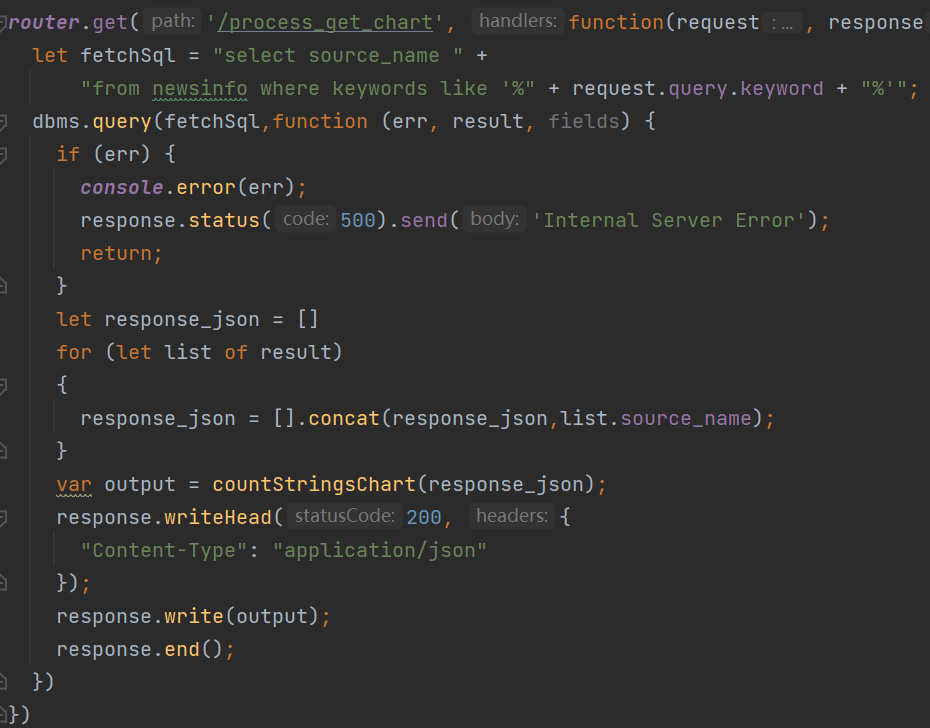 router.get( path: '/process_get_chart', handlers: function(request : ... , response
let fetchSql = "select source_name " +
"from newsinfo where keywords like '%" + request.query.keyword + "%'";
dbms.query(fetchSql,function (err, result, fields) {
if (err) {
console.error(err);
response.status( code: 500).send( body: 'Internal Server Error');
return;
}
let response_json = []
for (let list of result)
{
response_json = [].concat(response_json,list.source_name);
}
var output = countStringsChart(response_json);
response.writeHead( statusCode: 200, headers: {
"Content-Type": "application/json"
});
response.write(output);
response.end();
})
})